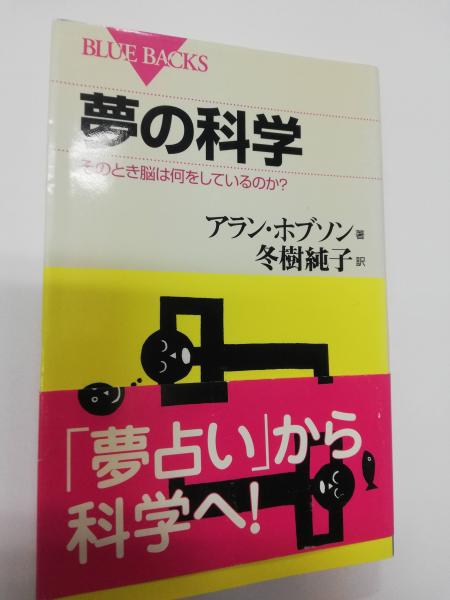 BLUE BACKS
夢の科学
そのとき脳は何をしているのか?
アラン・ホブソン 著
冬樹純子 訳
「夢占い」から
科学へ!